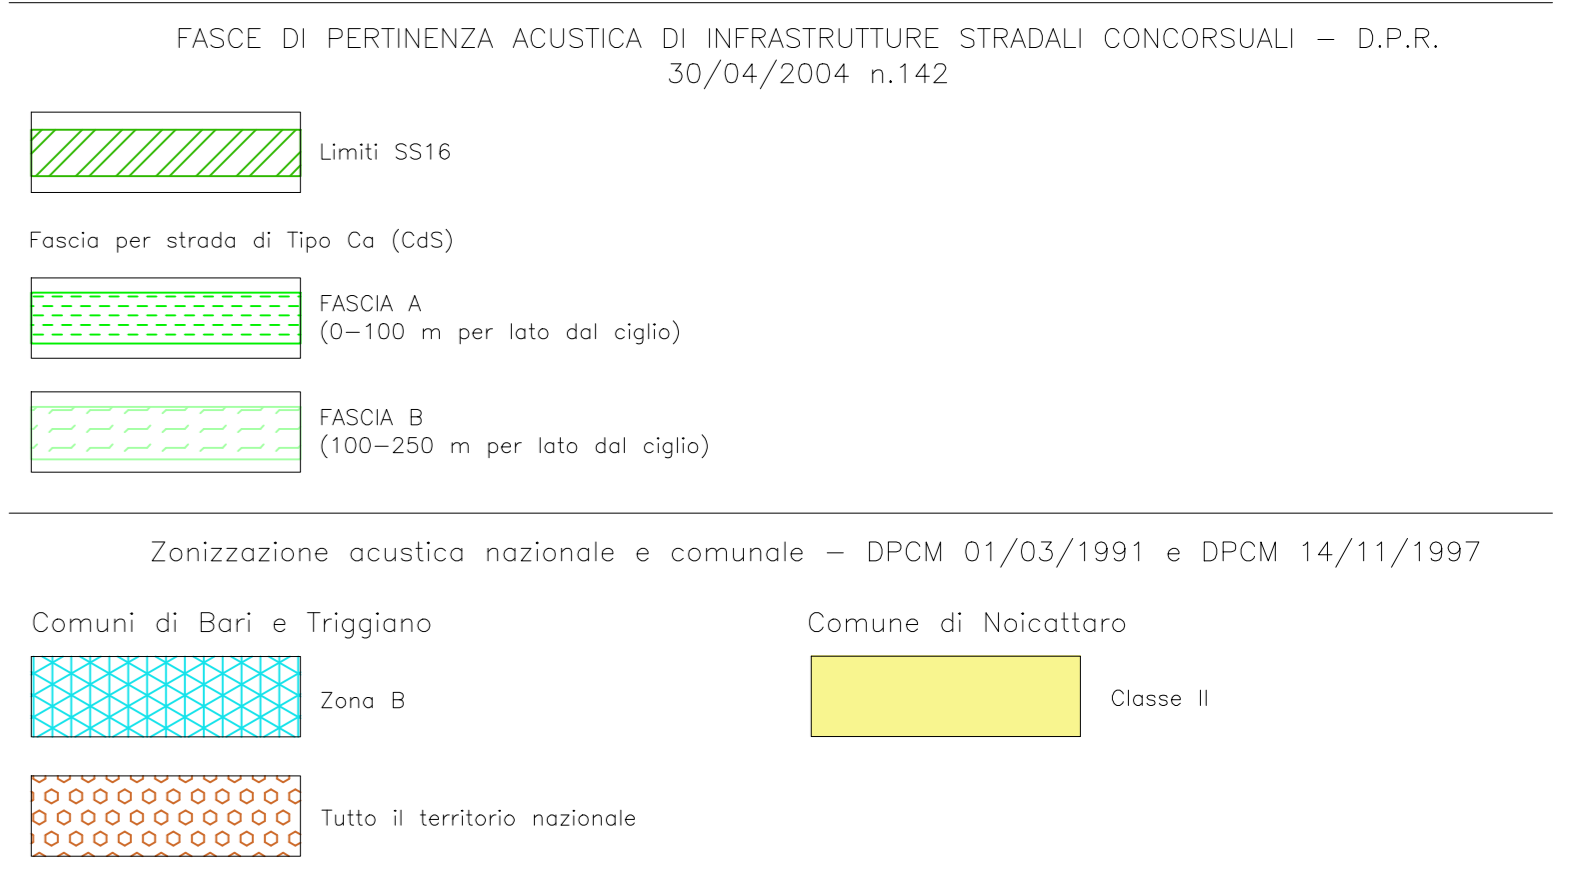 FASCE DI PERTINENZA ACUSTICA DI INFRASTRUTTURE STRADALI CONCORSUALI – D.P.R.
30/04/2004 n.142
Limiti SS16
Fascia per strada di Tipo Ca (CdS)
FASCIA A
(0–100 m per lato dal ciglio)
FASCIA B
(100–250 m per lato dal ciglio)
Zonizzazione acustica nazionale e comunale – DPCM 01/03/1991 e DPCM 14/11/1997
Comuni di Bari e Triggiano
Zona B
Tutto il territorio nazionale
Comune di Noicattaro
Classe II